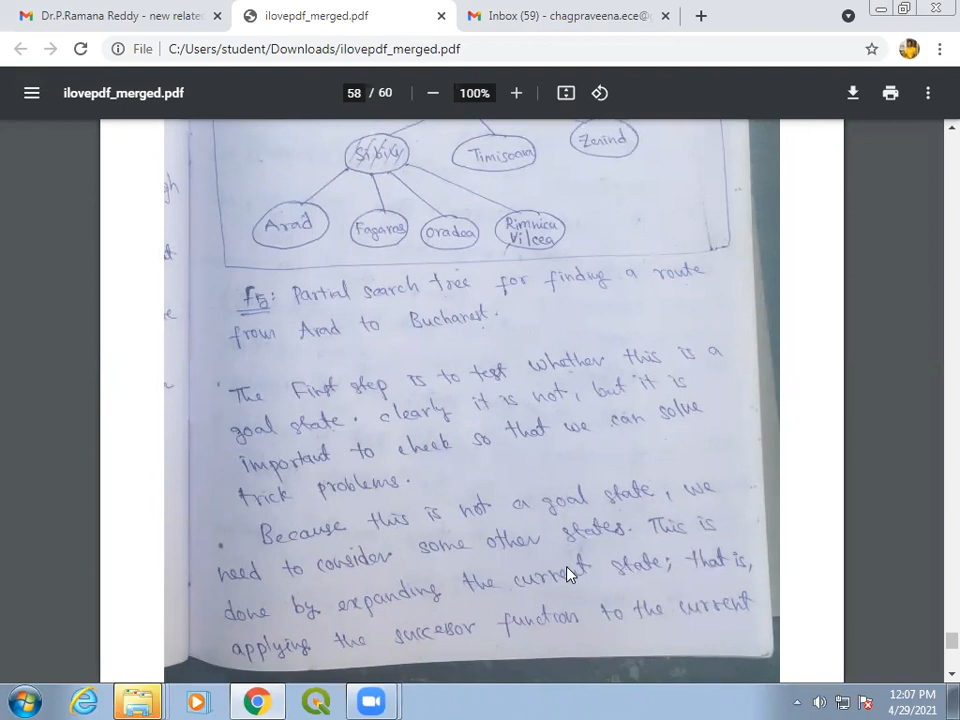 Dr.P.Ramana Reddy - new relate
ilovepdf_merged.pdf
Inbox (59) - chagpraveena.ece@g
File C:/Users/student/Downloads/ilovepdf_merged.pdf
ilovepdf_merged.pdf 58 / 60 100%
Sibiu Timisoara Zerind
Arad Fagaras Oradea Rimnicu
Vilcea
Partial search tree for finding a route
from Arad to Bucharest.
The First step is to test whether this is a
goal state. clearly it is not, but it is
important to check so that we can solve
trick problems.
Because this is not a goal state, we
need to consider some other states. This is
done by expanding the current state; that is,
applying the successor function to the current
12:07 PM
4/29/2021